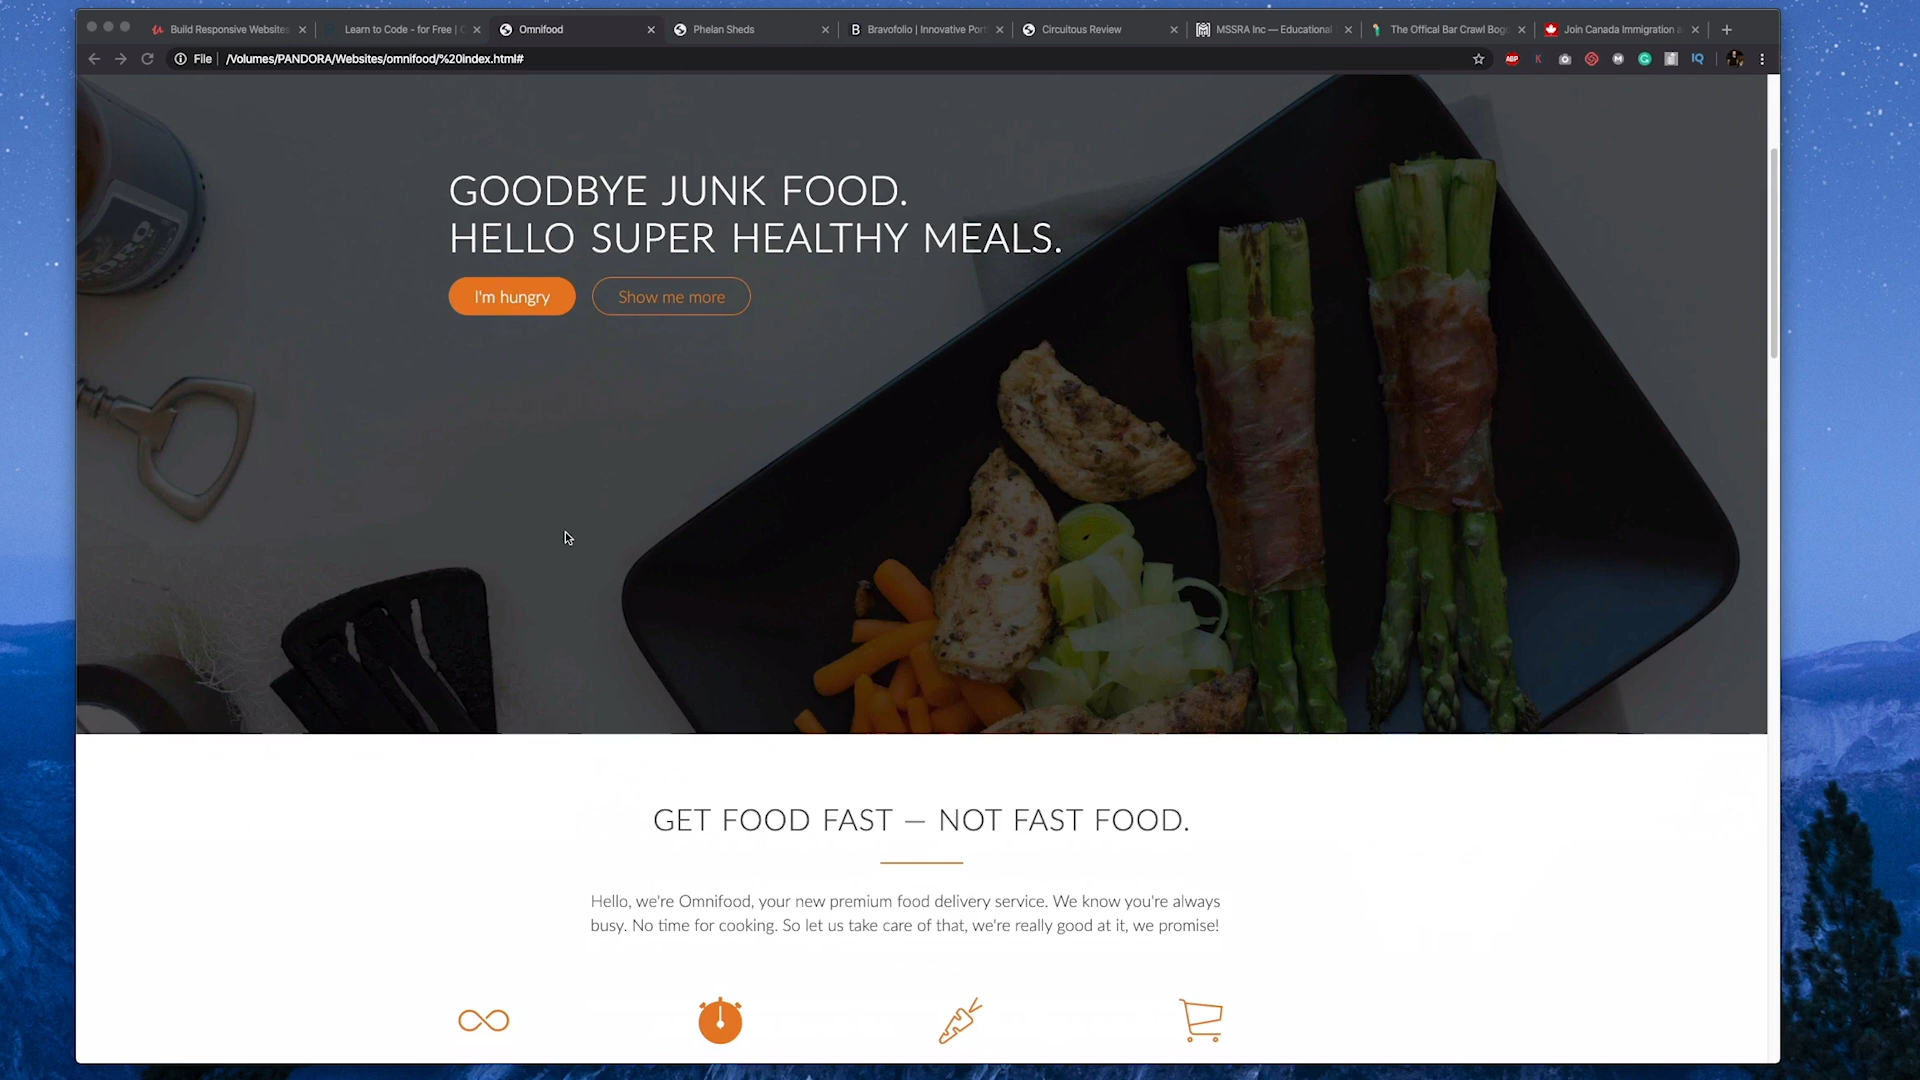 Build Responsive Websites
Learn to Code - for Free |
Omnifood
Phelan Sheds
B Bravofolio | Innovative Port
Circuitous Review
MSSRA Inc — Educational
The Offical Bar Crawl Bogo
Join Canada Immigration a
File
/Volumes/PANDORA/Websites/omnifood/%20index.html#
ABP
K
M
G
IQ
GOODBYE JUNK FOOD.
HELLO SUPER HEALTHY MEALS.
I'm hungry
Show me more
GET FOOD FAST — NOT FAST FOOD.
Hello, we're Omnifood, your new premium food delivery service. We know you're always
busy. No time for cooking. So let us take care of that, we're really good at it, we promise!